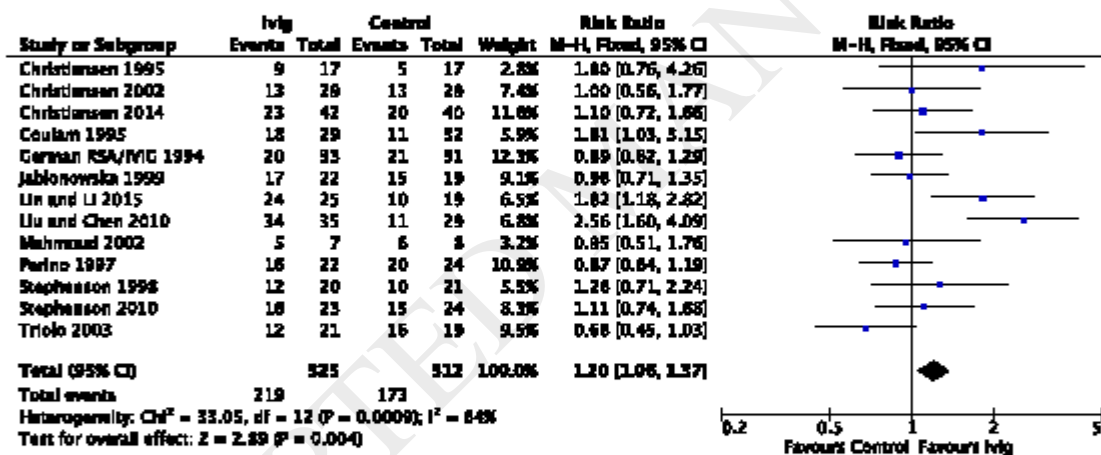 Ivig Control Risk Ratio Risk Ratio
Study or Subgroup Events Total Events Total Weight M-H, Fixed, 95% CI M-H, Fixed, 95% CI
Christiansen 1995 9 17 5 17 2.8% 1.80 [0.76, 4.26]
Christiansen 2002 13 29 13 29 7.4% 1.00 [0.56, 1.77]
Christiansen 2014 23 42 20 40 11.6% 1.10 [0.72, 1.66]
Coulam 1995 18 29 11 32 5.9% 1.81 [1.03, 3.15]
German RSA/IVIG 1994 20 33 21 31 12.3% 0.89 [0.62, 1.29]
Jablonowska 1999 17 22 15 19 9.1% 0.98 [0.71, 1.35]
Lin and Li 2015 24 25 10 19 6.5% 1.82 [1.18, 2.82]
Liu and Chen 2010 34 35 11 29 6.8% 2.56 [1.60, 4.09]
Mahmoud 2002 5 7 6 8 3.2% 0.95 [0.51, 1.76]
Perino 1997 16 22 20 24 10.9% 0.87 [0.64, 1.19]
Stephenson 1998 12 20 10 21 5.5% 1.26 [0.71, 2.24]
Stephenson 2010 16 23 15 24 8.3% 1.11 [0.74, 1.68]
Triolo 2003 12 21 16 19 9.5% 0.68 [0.45, 1.03]
Total (95% CI) 325 312 100.0% 1.20 [1.06, 1.37]
Total events 219 173
Heterogeneity: Chi² = 33.05, df = 12 (P = 0.0009); I² = 64%
Test for overall effect: Z = 2.89 (P = 0.004)
0.2 0.5 1 2 5
Favours Control Favours Ivig